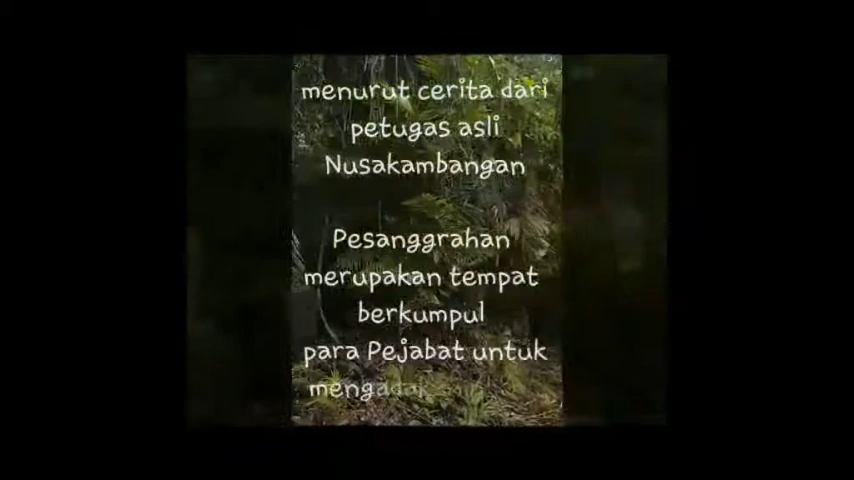 menurut cerita dari
petugas asli
Nusakambangan
Pesanggrahan
merupakan tempat
berkumpul
para Pejabat untuk